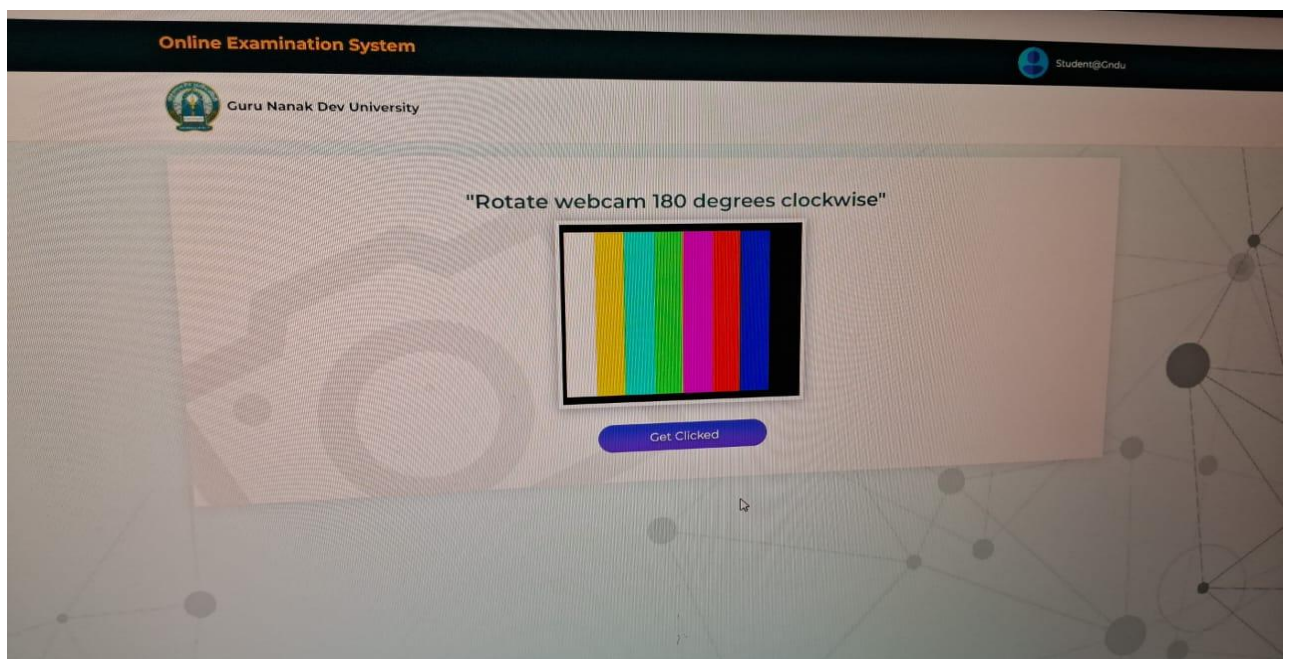 Online Examination System
Student@Gndu
Guru Nanak Dev University
"Rotate webcam 180 degrees clockwise"
Get Clicked